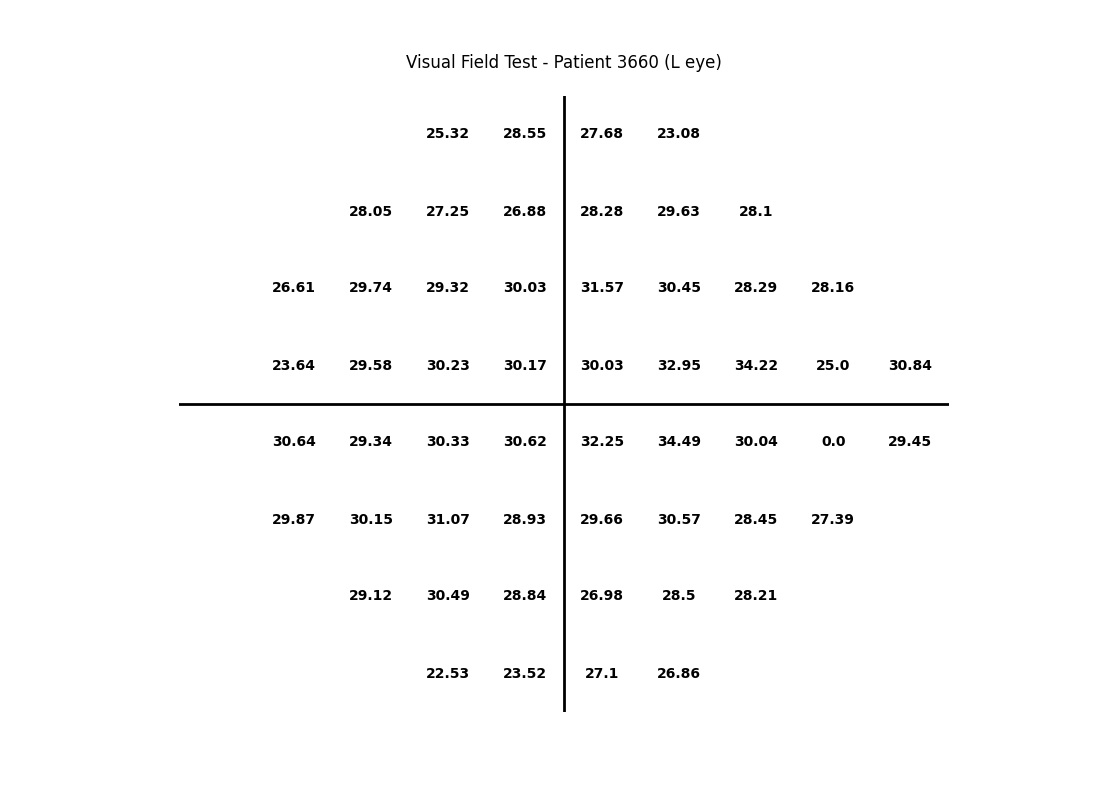 Visual Field Test - Patient 3660 (L eye)
25.32 28.55 27.68 23.08
28.05 27.25 26.88 28.28 29.63 28.1
26.61 29.74 29.32 30.03 31.57 30.45 28.29 28.16
23.64 29.58 30.23 30.17 30.03 32.95 34.22 25.0 30.84
30.64 29.34 30.33 30.62 32.25 34.49 30.04 0.0 29.45
29.87 30.15 31.07 28.93 29.66 30.57 28.45 27.39
29.12 30.49 28.84 26.98 28.5 28.21
22.53 23.52 27.1 26.86